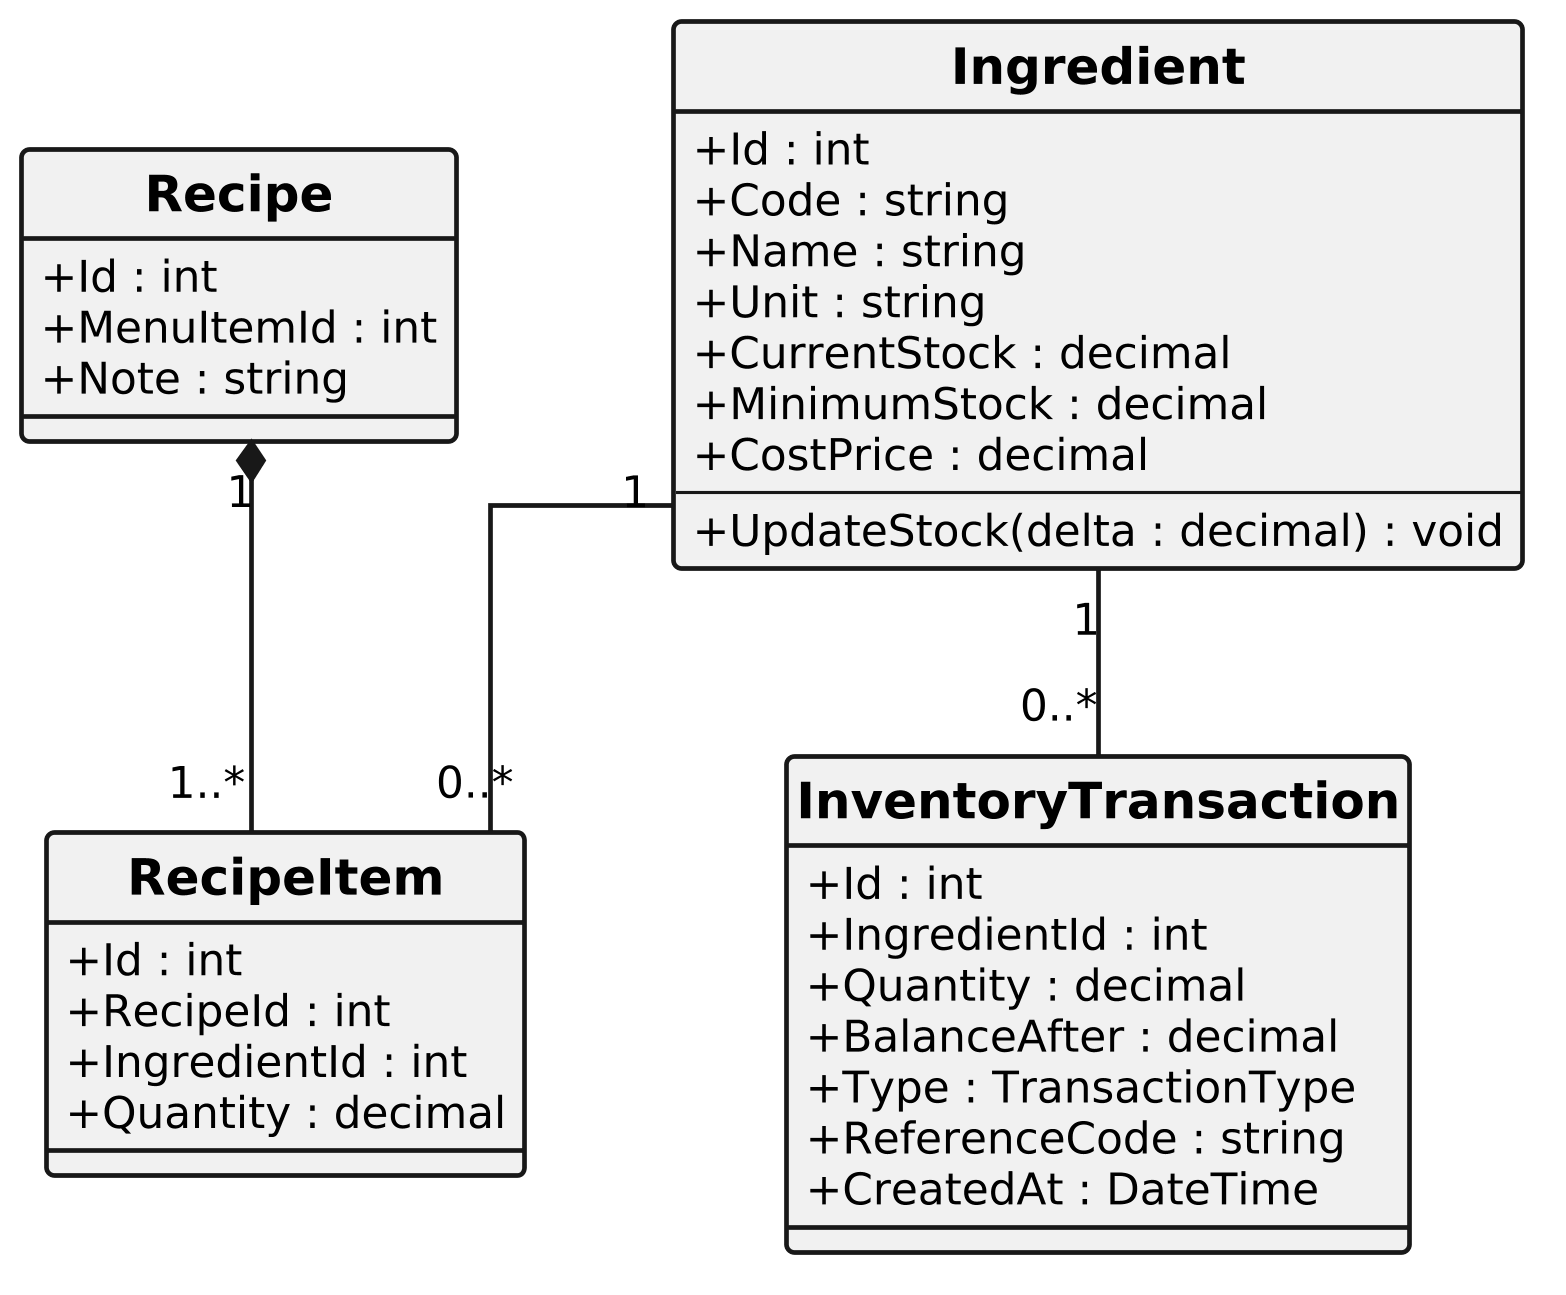 Recipe
+Id : int
+MenuItemId : int
+Note : string
1
1..*
Ingredient
+Id : int
+Code : string
+Name : string
+Unit : string
+CurrentStock : decimal
+MinimumStock : decimal
+CostPrice : decimal
+UpdateStock(delta : decimal) : void
1
0..*
1
0..*
RecipeItem
+Id : int
+RecipeId : int
+IngredientId : int
+Quantity : decimal
InventoryTransaction
+Id : int
+IngredientId : int
+Quantity : decimal
+BalanceAfter : decimal
+Type : TransactionType
+ReferenceCode : string
+CreatedAt : DateTime